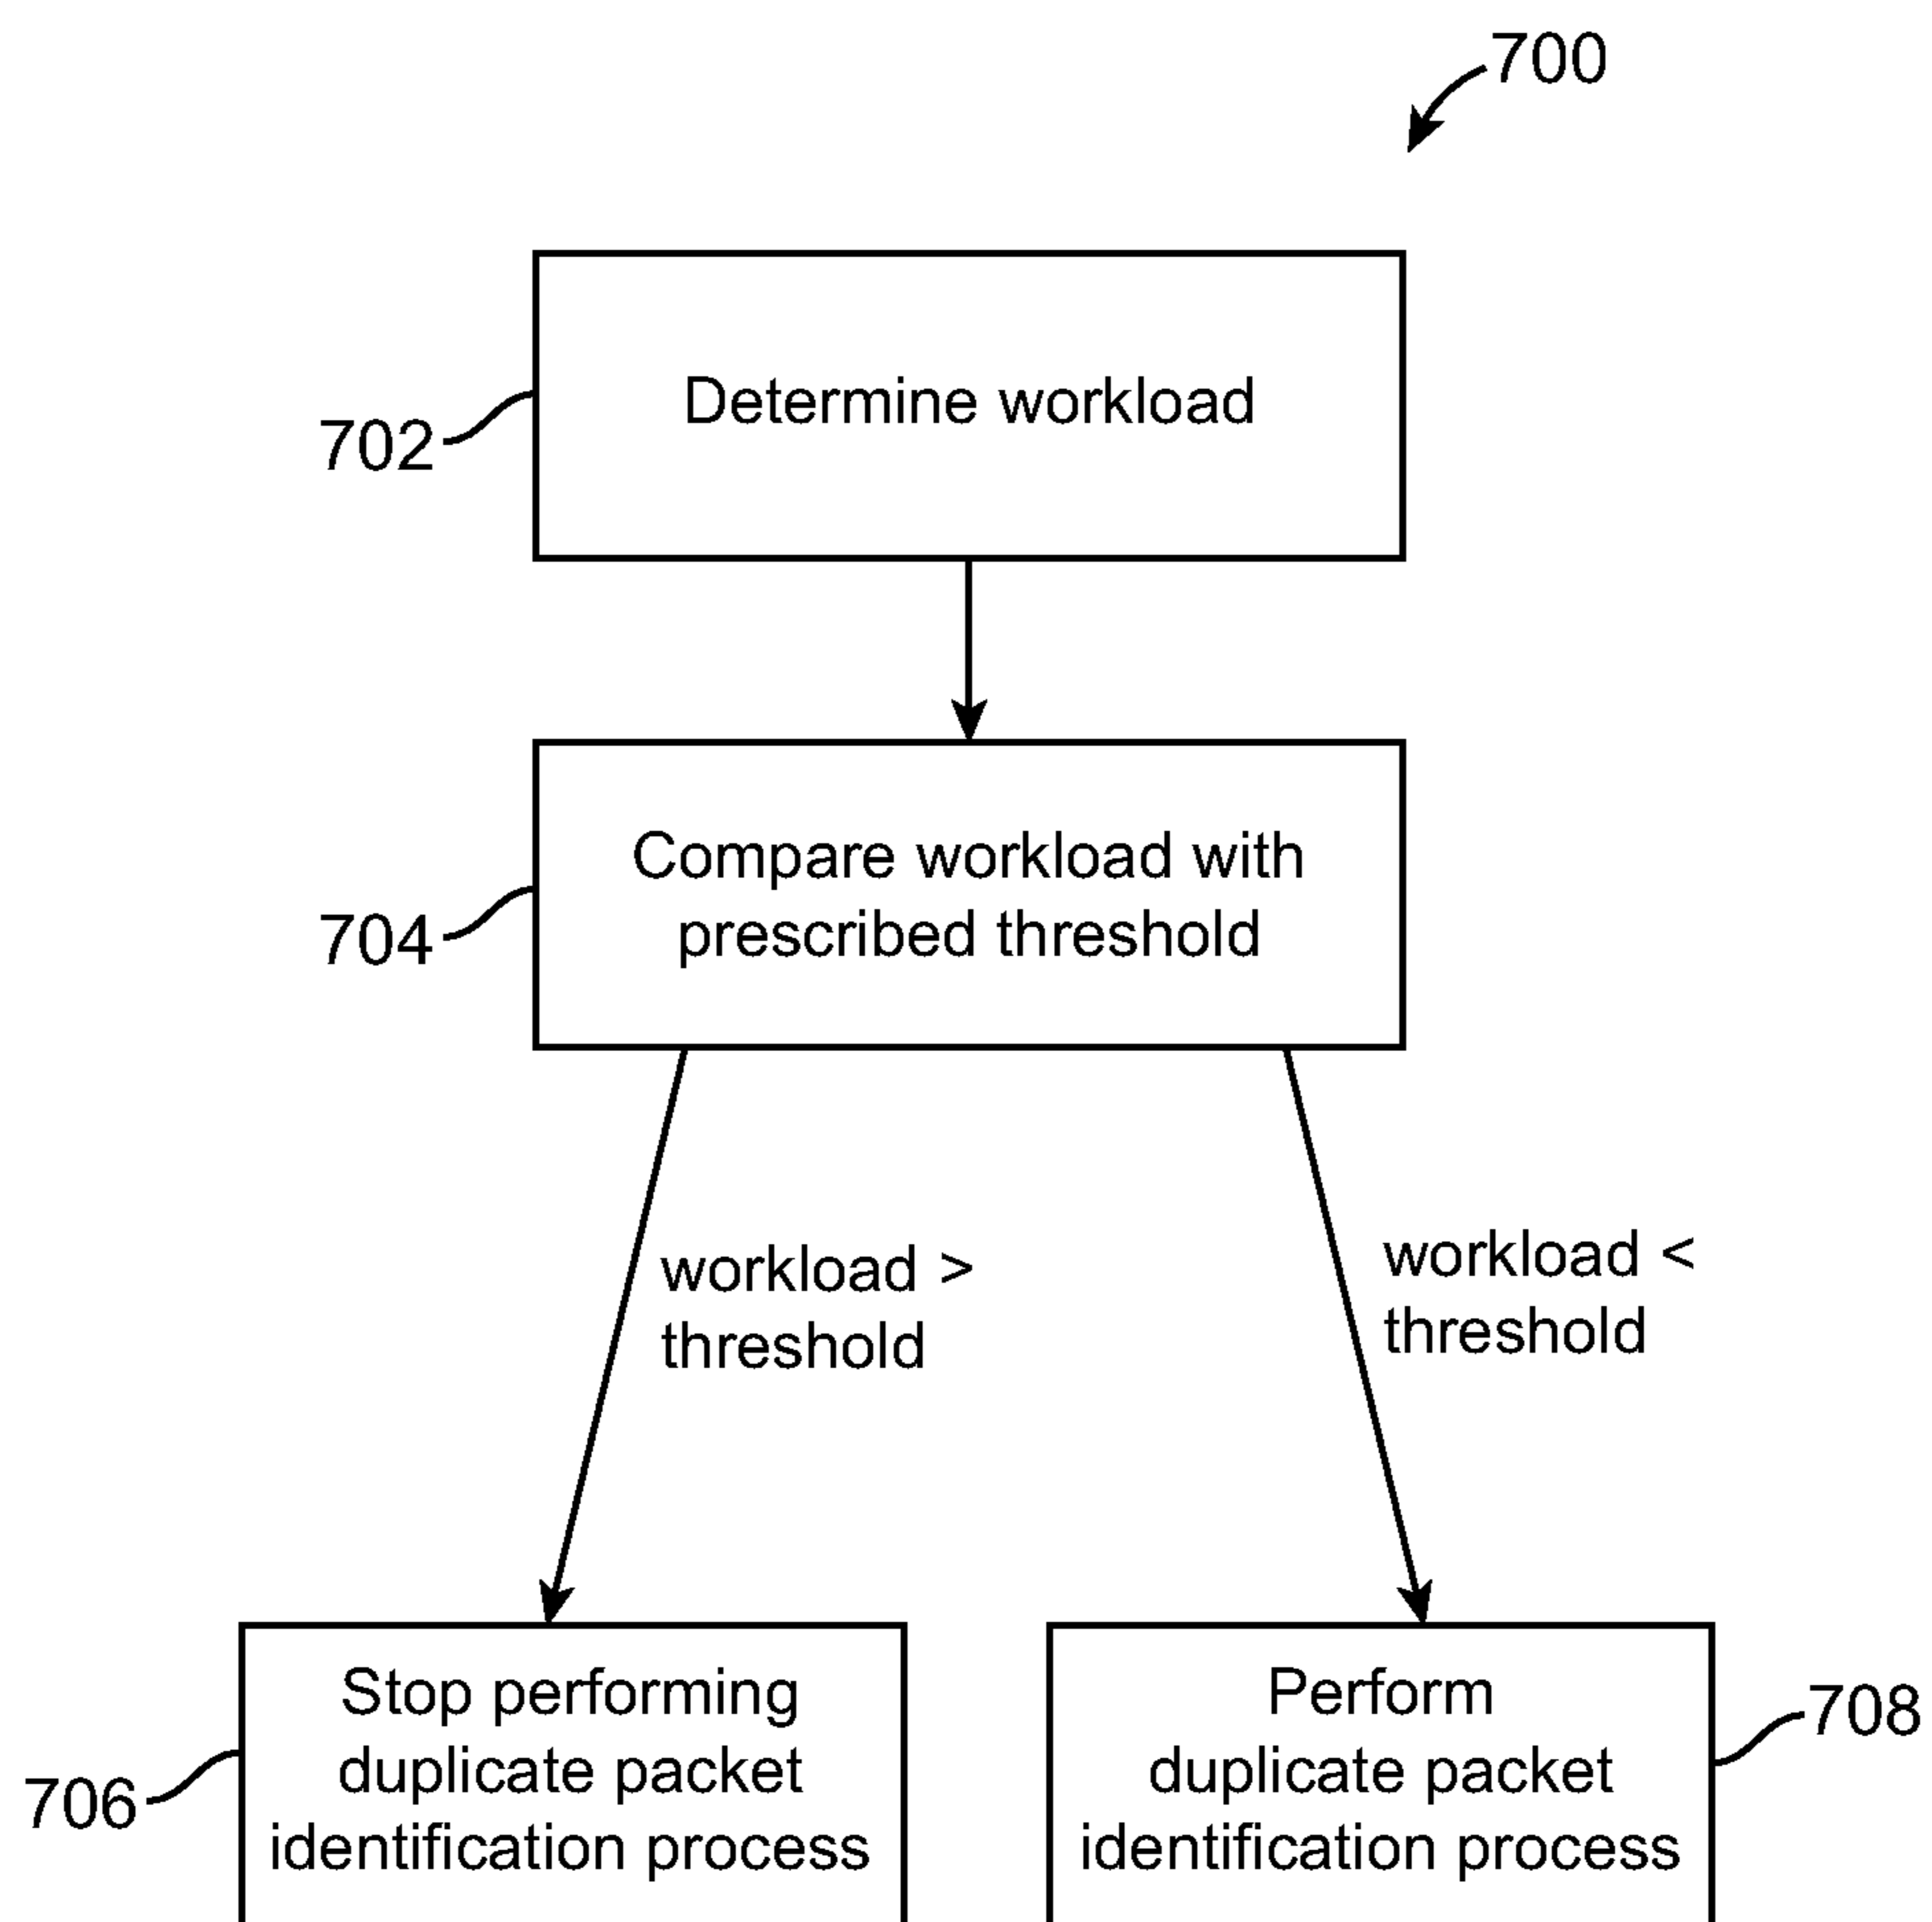 700
Determine workload
702
Compare workload with
prescribed threshold
704
workload >
threshold
workload <
threshold
Stop performing
duplicate packet
identification process
706
Perform
duplicate packet
identification process
708